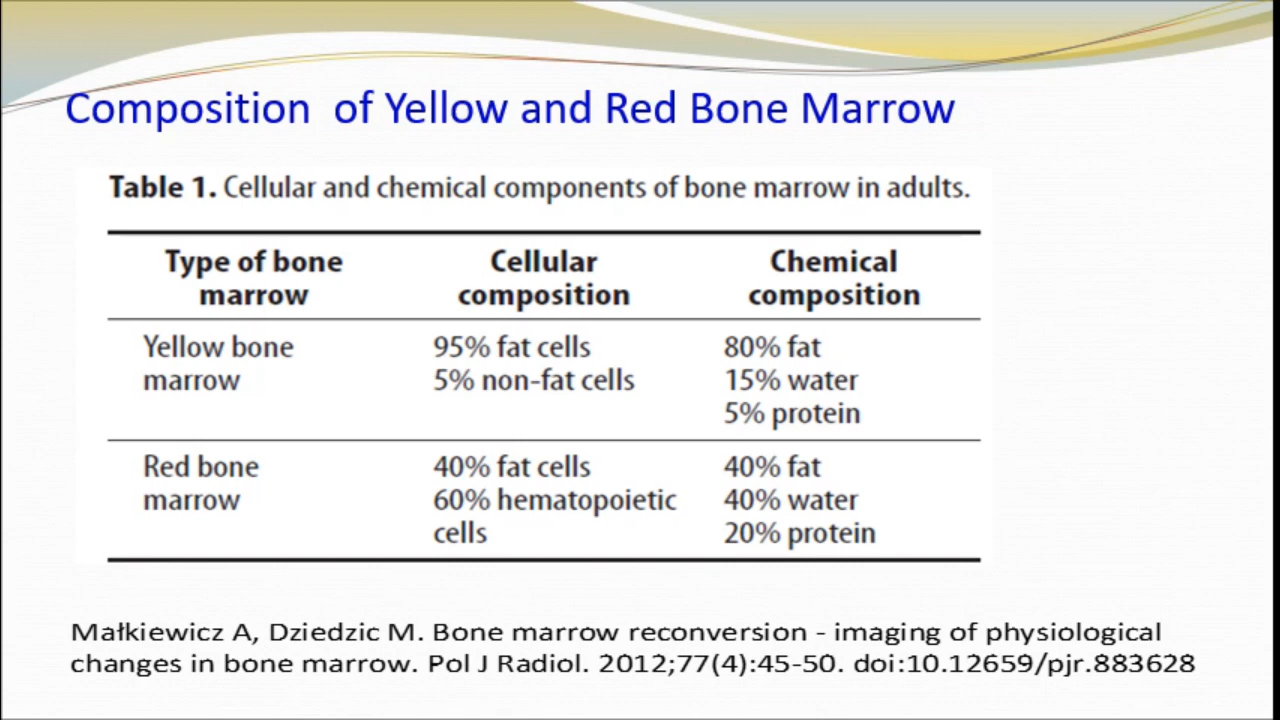 Composition of Yellow and Red Bone Marrow
Table 1. Cellular and chemical components of bone marrow in adults.
Type of bone marrow
Cellular composition
Chemical composition
Yellow bone marrow
95% fat cells
5% non-fat cells
80% fat
15% water
5% protein
Red bone marrow
40% fat cells
60% hematopoietic cells
40% fat
40% water
20% protein
Małkiewicz A, Dziedzic M. Bone marrow reconversion - imaging of physiological
changes in bone marrow. Pol J Radiol. 2012;77(4):45-50. doi:10.12659/pjr.883628